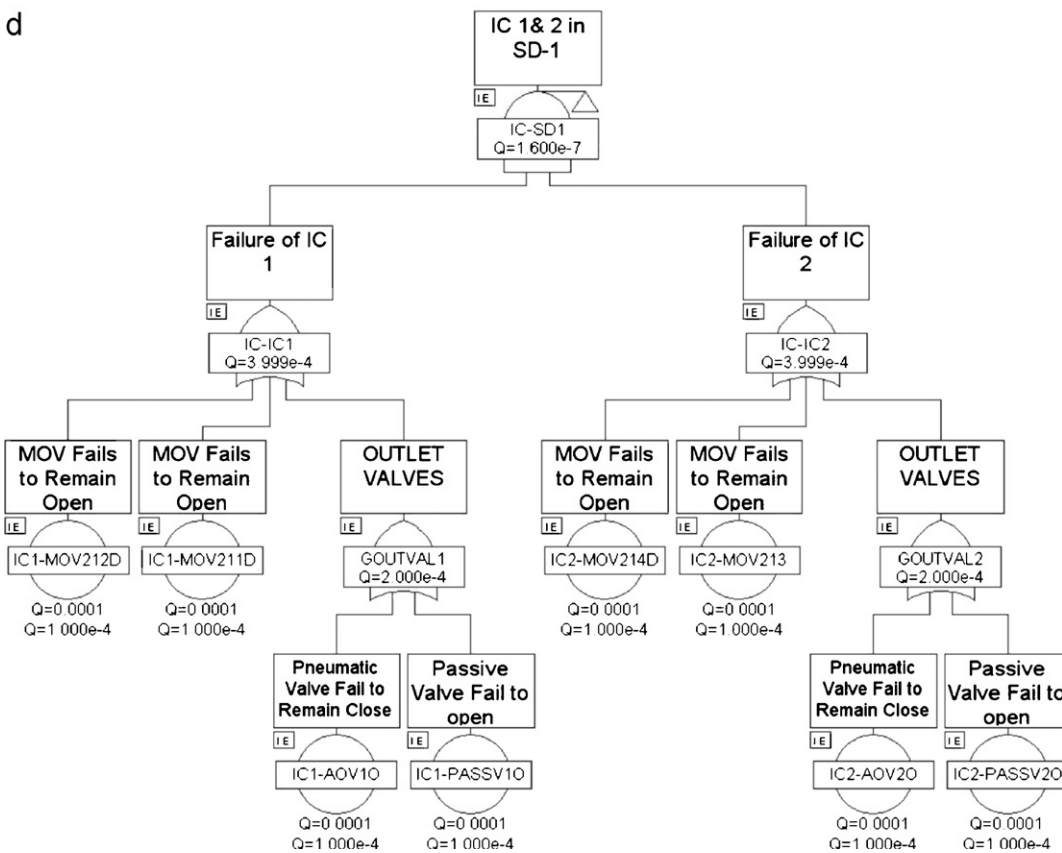 d
IC 1& 2 in
SD-1
IE
IC-SD1
Q=1.600e-7
Failure of IC
1
IE
IC-IC1
Q=3.999e-4
Failure of IC
2
IE
IC-IC2
Q=3.999e-4
MOV Fails
to Remain
Open
IE
IC1-MOV212D
Q=0.0001
Q=1.000e-4
MOV Fails
to Remain
Open
IE
IC1-MOV211D
Q=0.0001
Q=1.000e-4
OUTLET
VALVES
IE
GOUTVAL1
Q=2.000e-4
MOV Fails
to Remain
Open
IE
IC2-MOV214D
Q=0.0001
Q=1.000e-4
MOV Fails
to Remain
Open
IE
IC2-MOV213
Q=0.0001
Q=1.000e-4
OUTLET
VALVES
IE
GOUTVAL2
Q=2.000e-4
Pneumatic
Valve Fail to
Remain Close
IE
IC1-AOV1O
Q=0.0001
Q=1.000e-4
Passive
Valve Fail to
open
IE
IC1-PASSV1O
Q=0.0001
Q=1.000e-4
Pneumatic
Valve Fail to
Remain Close
IE
IC2-AOV2O
Q=0.0001
Q=1.000e-4
Passive
Valve Fail to
open
IE
IC2-PASSV2O
Q=0.0001
Q=1.000e-4